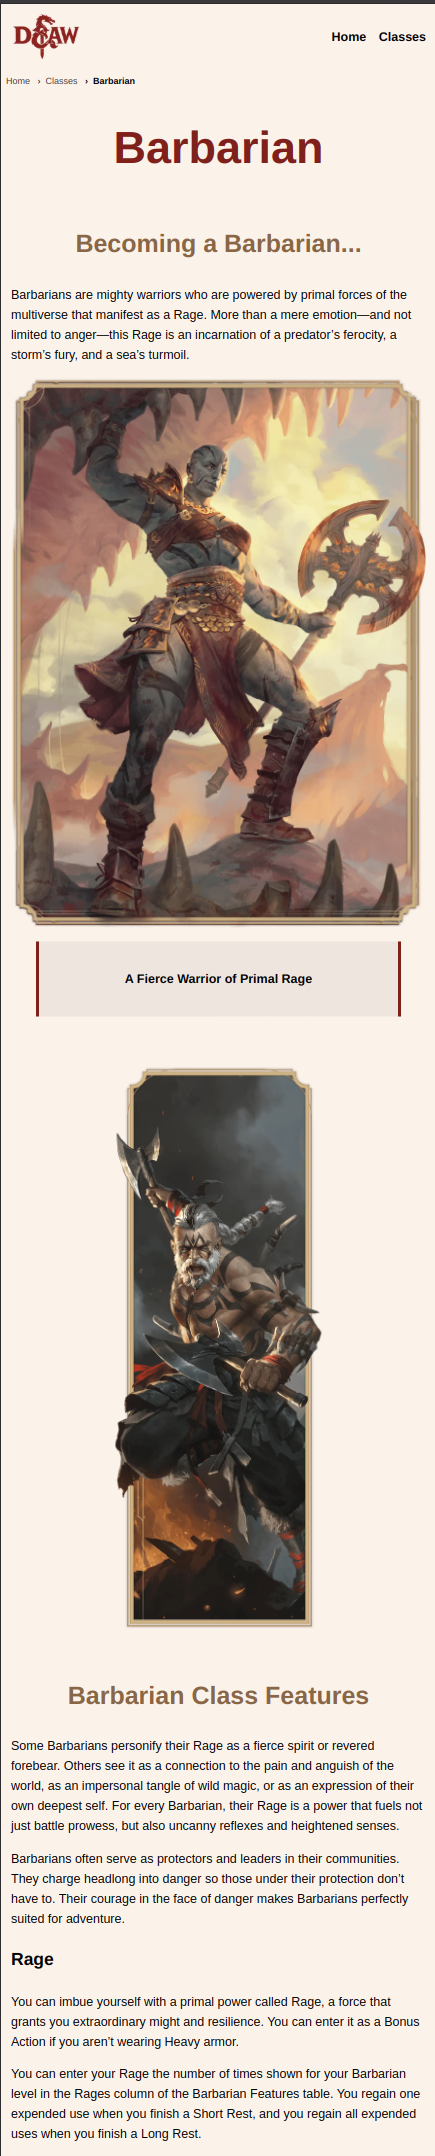 D&AW
Home Classes
Home › Classes › Barbarian
Barbarian
Becoming a Barbarian...
Barbarians are mighty warriors who are powered by primal forces of the
multiverse that manifest as a Rage. More than a mere emotion—and not
limited to anger—this Rage is an incarnation of a predator’s ferocity, a
storm’s fury, and a sea’s turmoil.
A Fierce Warrior of Primal Rage
Barbarian Class Features
Some Barbarians personify their Rage as a fierce spirit or revered
forebear. Others see it as a connection to the pain and anguish of the
world, as an impersonal tangle of wild magic, or as an expression of their
own deepest self. For every Barbarian, their Rage is a power that fuels not
just battle prowess, but also uncanny reflexes and heightened senses.
Barbarians often serve as protectors and leaders in their communities.
They charge headlong into danger so those under their protection don’t
have to. Their courage in the face of danger makes Barbarians perfectly
suited for adventure.
Rage
You can imbue yourself with a primal power called Rage, a force that
grants you extraordinary might and resilience. You can enter it as a Bonus
Action if you aren’t wearing Heavy armor.
You can enter your Rage the number of times shown for your Barbarian
level in the Rages column of the Barbarian Features table. You regain one
expended use when you finish a Short Rest, and you regain all expended
uses when you finish a Long Rest.